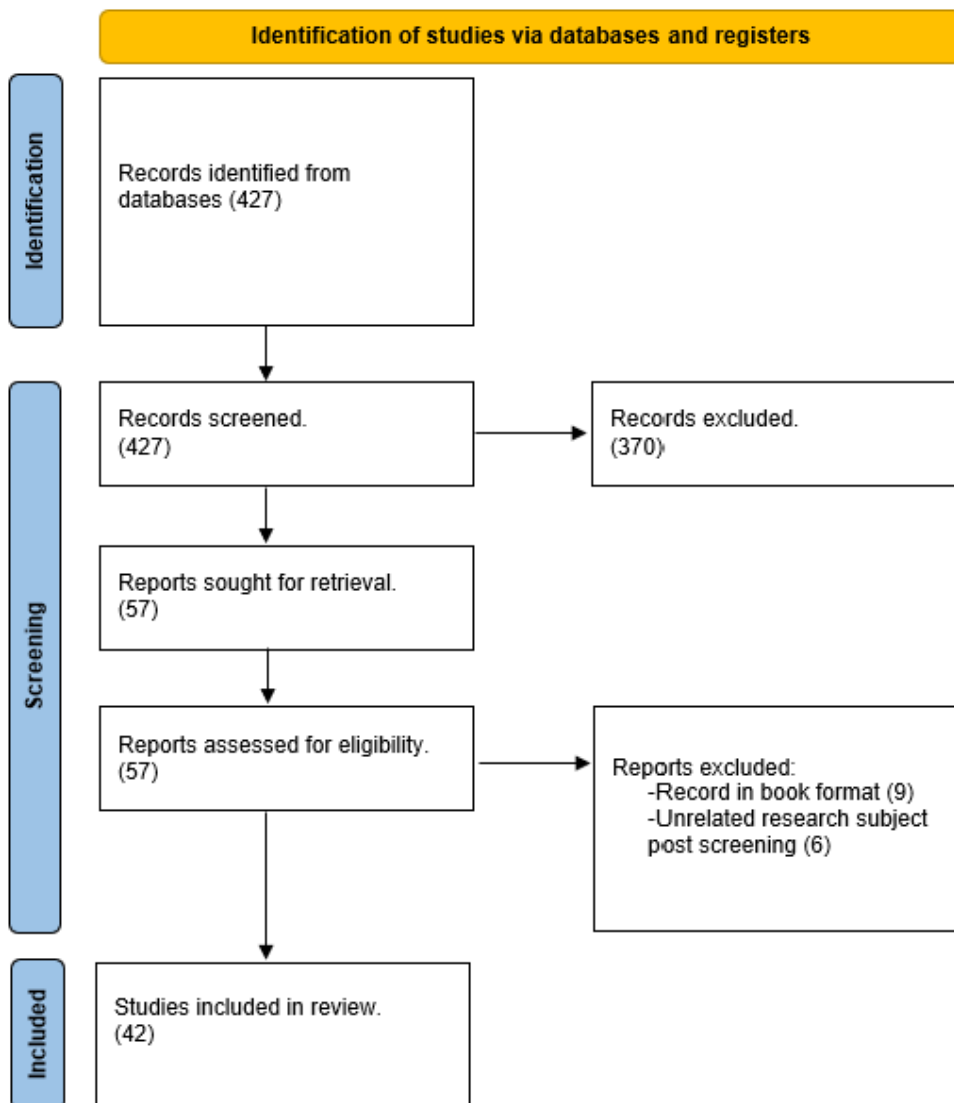 Identification of studies via databases and registers
Identification
Records identified from
databases (427)
Screening
Records screened.
(427)
Records excluded.
(370)
Reports sought for retrieval.
(57)
Reports assessed for eligibility.
(57)
Reports excluded:
-Record in book format (9)
-Unrelated research subject
post screening (6)
Included
Studies included in review.
(42)